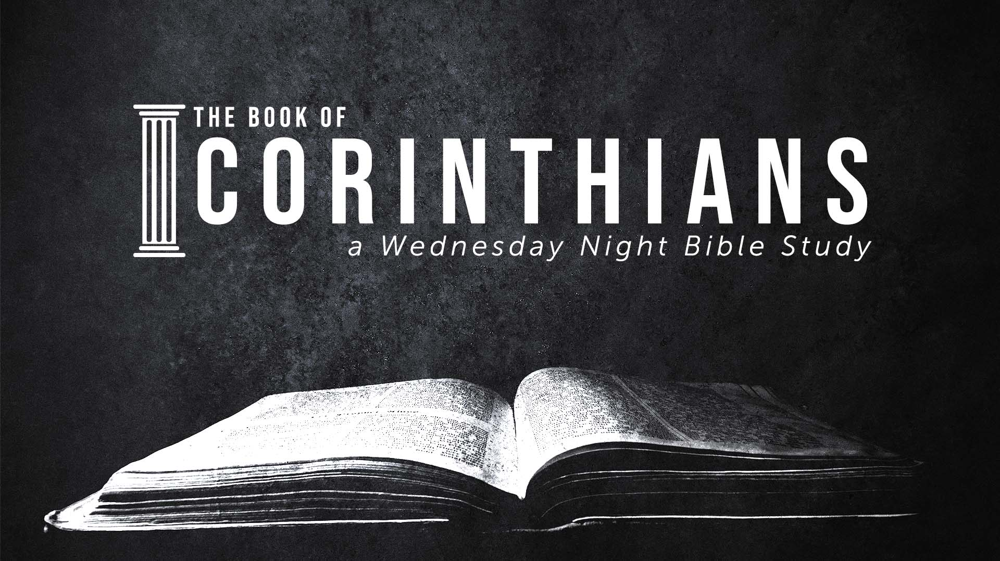 THE BOOK OF
CORINTHIANS
a Wednesday Night Bible Study